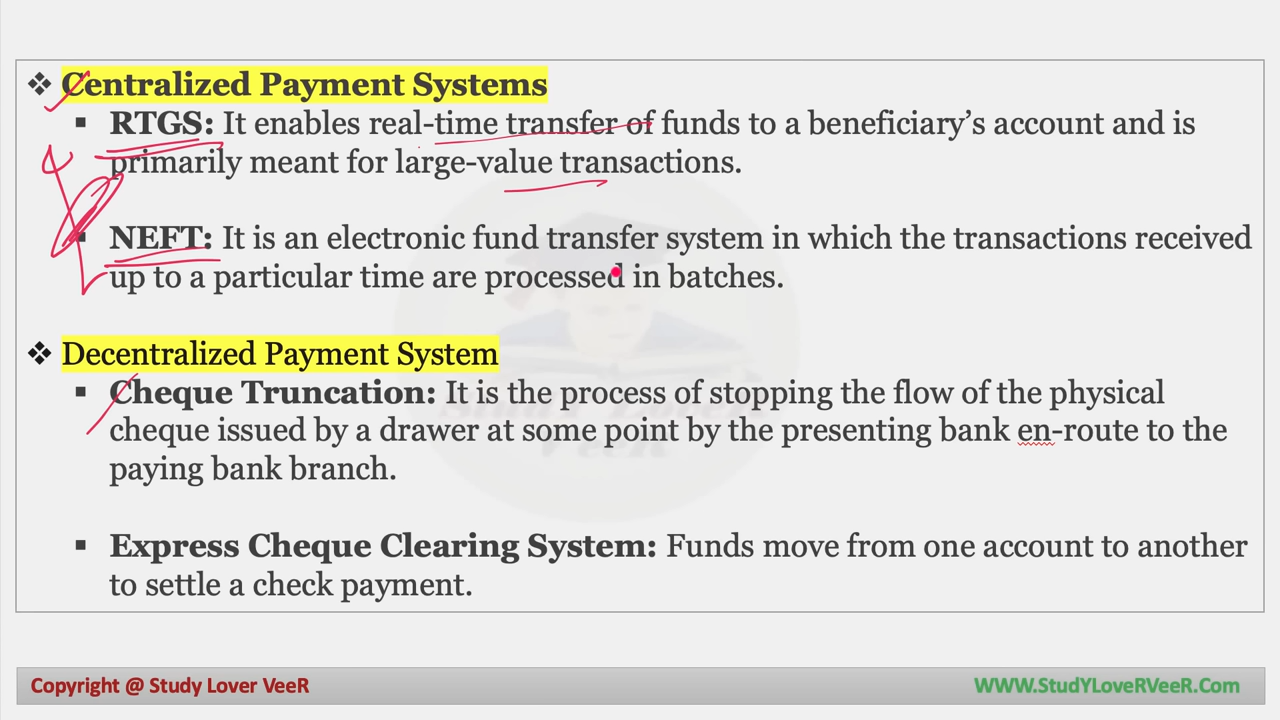 ❖ Centralized Payment Systems
▪ RTGS: It enables real-time transfer of funds to a beneficiary’s account and is
primarily meant for large-value transactions.
▪ NEFT: It is an electronic fund transfer system in which the transactions received
up to a particular time are processed in batches.
❖ Decentralized Payment System
▪ Cheque Truncation: It is the process of stopping the flow of the physical
cheque issued by a drawer at some point by the presenting bank en-route to the
paying bank branch.
▪ Express Cheque Clearing System: Funds move from one account to another
to settle a check payment.
Study LoveR
VeeR
Copyright @ Study Lover VeeR
WWW.StudYLoveRVeeR.Com